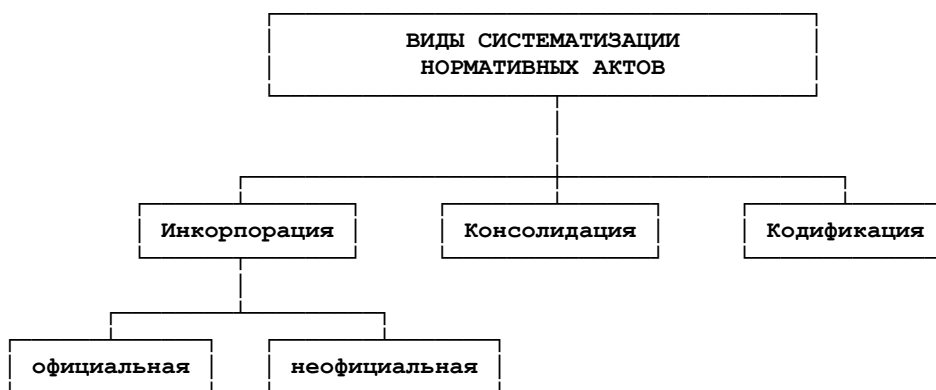 ВИДЫ СИСТЕМАТИЗАЦИИ
НОРМАТИВНЫХ АКТОВ
Инкорпорация
Консолидация
Кодификация
официальная
неофициальная